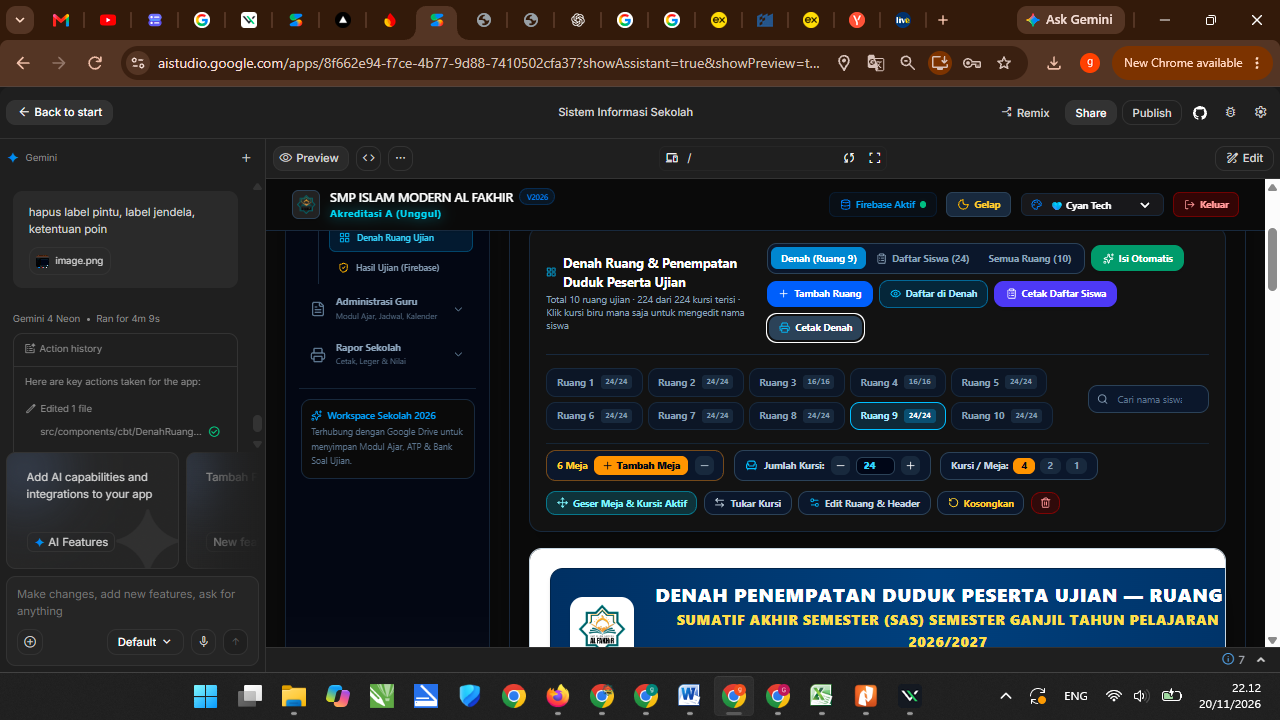 Ask Gemini
aistudio.google.com/apps/8f662e94-f7ce-4b77-9d88-7410502cfa37?showAssistant=true&showPreview=t...
g
New Chrome available
Back to start
Sistem Informasi Sekolah
Remix
Share
Publish
Gemini
Preview
/
Edit
hapus label pintu, label jendela,
ketentuan poin
image.png
Gemini 4 Neon • Ran for 4m 9s
Action history
Here are key actions taken for the app:
Edited 1 file
src/components/cbt/DenahRuang...
Add AI capabilities and
integrations to your app
AI Features
Tambah
New fea
Make changes, add new features, ask for
anything
Default
SMP ISLAM MODERN AL FAKHIR
V2026
Akreditasi A (Unggul)
Firebase Aktif
Gelap
Cyan Tech
Keluar
Denah Ruang Ujian
Hasil Ujian (Firebase)
Administrasi Guru
Modul Ajar, Jadwal, Kalender
Rapor Sekolah
Cetak, Leger & Nilai
Workspace Sekolah 2026
Terhubung dengan Google Drive untuk
menyimpan Modul Ajar, ATP & Bank
Soal Ujian.
Denah Ruang & Penempatan
Duduk Peserta Ujian
Total 10 ruang ujian · 224 dari 224 kursi terisi ·
Klik kursi biru mana saja untuk mengedit nama
siswa
Denah (Ruang 9)
Daftar Siswa (24)
Semua Ruang (10)
Isi Otomatis
Tambah Ruang
Daftar di Denah
Cetak Daftar Siswa
Cetak Denah
Ruang 1 24/24
Ruang 2 24/24
Ruang 3 16/16
Ruang 4 16/16
Ruang 5 24/24
Ruang 6 24/24
Ruang 7 24/24
Ruang 8 24/24
Ruang 9 24/24
Ruang 10 24/24
Cari nama sisw
6 Meja
+ Tambah Meja
−
Jumlah Kursi: − 24 +
Kursi / Meja: 4 2 1
Geser Meja & Kursi: Aktif
Tukar Kursi
Edit Ruang & Header
Kosongkan
AL FAKHIR
DENAH PENEMPATAN DUDUK PESERTA UJIAN — RUANG
SUMATIF AKHIR SEMESTER (SAS) SEMESTER GANJIL TAHUN PELAJARAN
2026/2027
7
ENG
22.12
20/11/2026